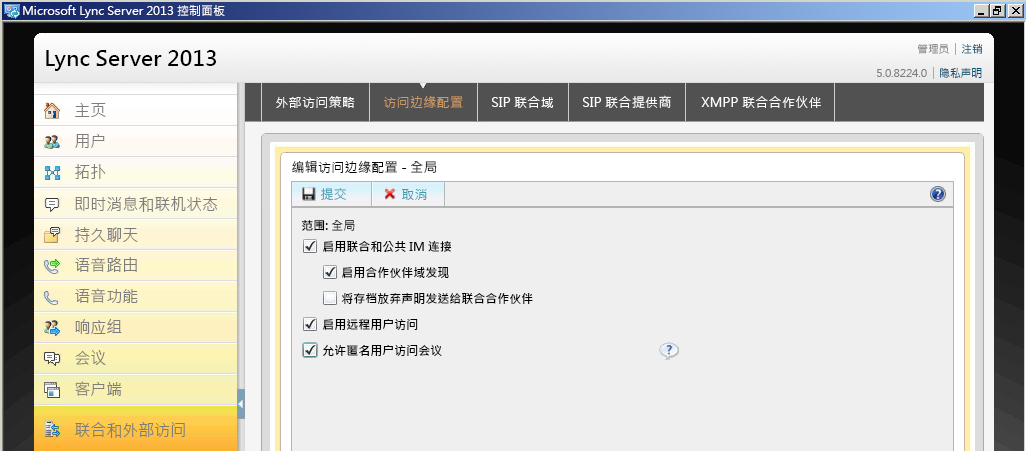 Microsoft Lync Server 2013 控制面板
Lync Server 2013
管理员 | 注销
5.0.8224.0 | 隐私声明
主页
用户
拓扑
即时消息和联机状态
持久聊天
语音路由
语音功能
响应组
会议
客户端
联合和外部访问
外部访问策略 访问边缘配置 SIP 联合域 SIP 联合提供商 XMPP 联合合作伙伴
编辑访问边缘配置 - 全局
提交 取消
范围: 全局
启用联合和公共 IM 连接
启用合作伙伴域发现
将存档放弃声明发送给联合合作伙伴
启用远程用户访问
允许匿名用户访问会议